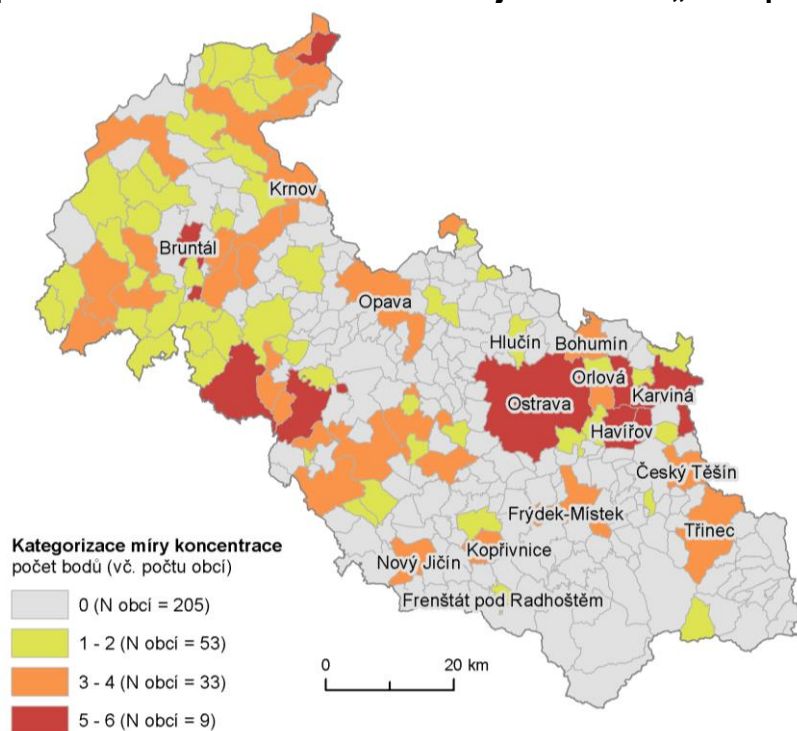 Krnov
Bruntál
Opava
Hlučín
Bohumín
Orlová
Karviná
Ostrava
Havířov
Český Těšín
Frýdek-Místek
Třinec
Kopřivnice
Nový Jičín
Frenštát pod Radhoštěm
Kategorizace míry koncentrace
počet bodů (vč. počtu obcí)
0 (N obcí = 205)
1 - 2 (N obcí = 53)
3 - 4 (N obcí = 33)
5 - 6 (N obcí = 9)
0 20 km